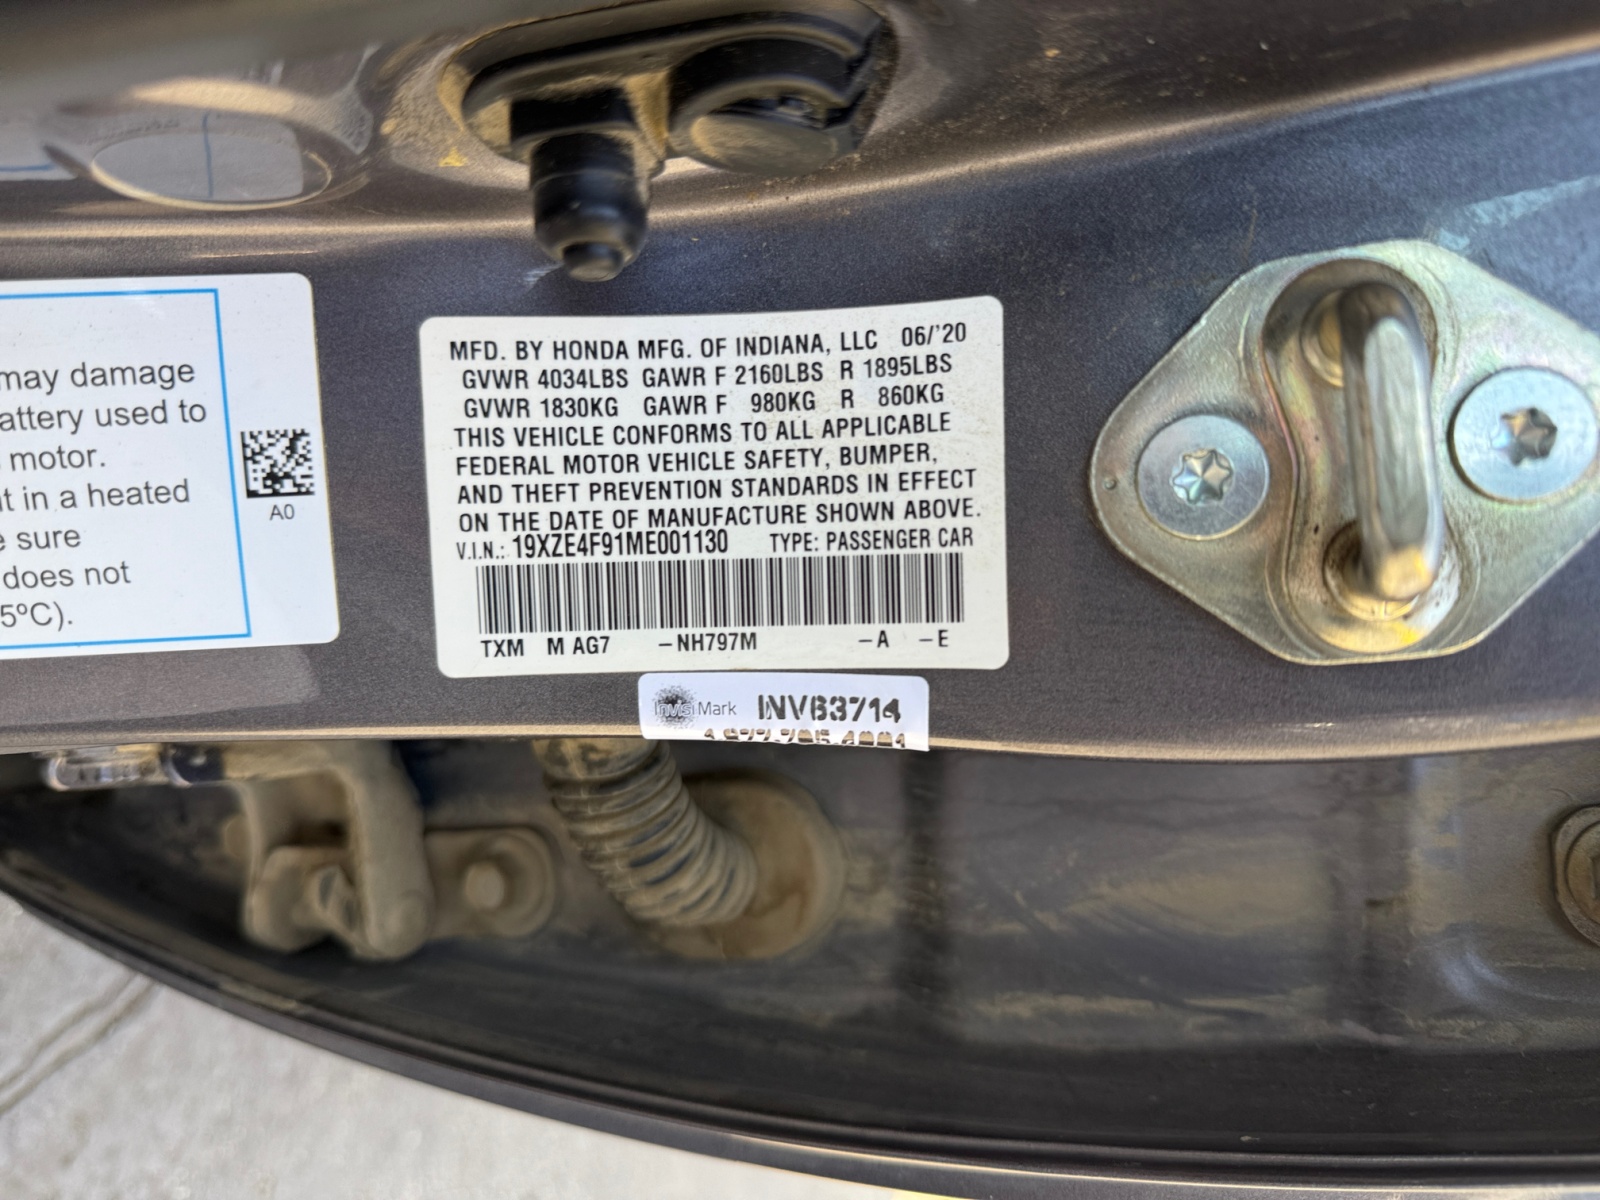 may damage
attery used to
motor.
t in a heated
e sure
does not
5°C).
A0
MFD. BY HONDA MFG. OF INDIANA, LLC 06/'20
GVWR 4034LBS GAWR F 2160LBS R 1895LBS
GVWR 1830KG GAWR F 980KG R 860KG
THIS VEHICLE CONFORMS TO ALL APPLICABLE
FEDERAL MOTOR VEHICLE SAFETY, BUMPER,
AND THEFT PREVENTION STANDARDS IN EFFECT
ON THE DATE OF MANUFACTURE SHOWN ABOVE.
V.I.N.: 19XZE4F91ME001130 TYPE: PASSENGER CAR
TXM M AG7 –NH797M –A –E
InvisiMark INV63714